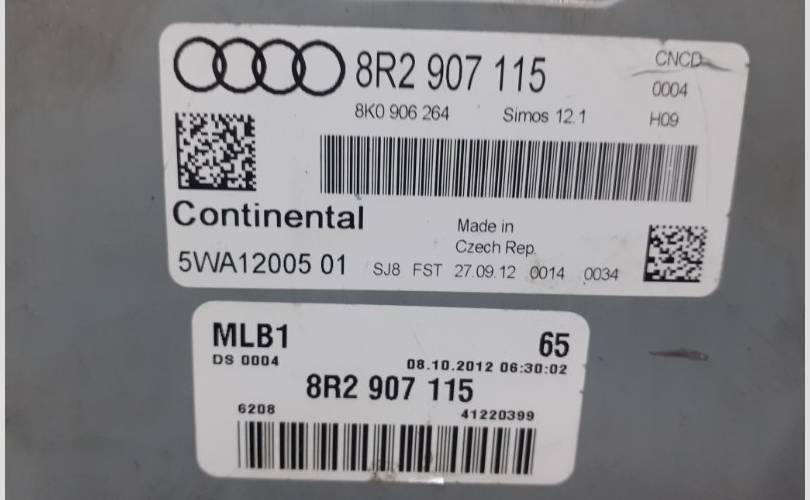 8R2 907 115 CNCD
0004
8K0 906 264 Simos 12.1 H09
Continental
Made in
Czech Rep.
5WA12005 01 SJ8 FST 27.09.12 0014 0034
MLB1 65
DS 0004 08.10.2012 06:30:02
8R2 907 115
6208 41220399